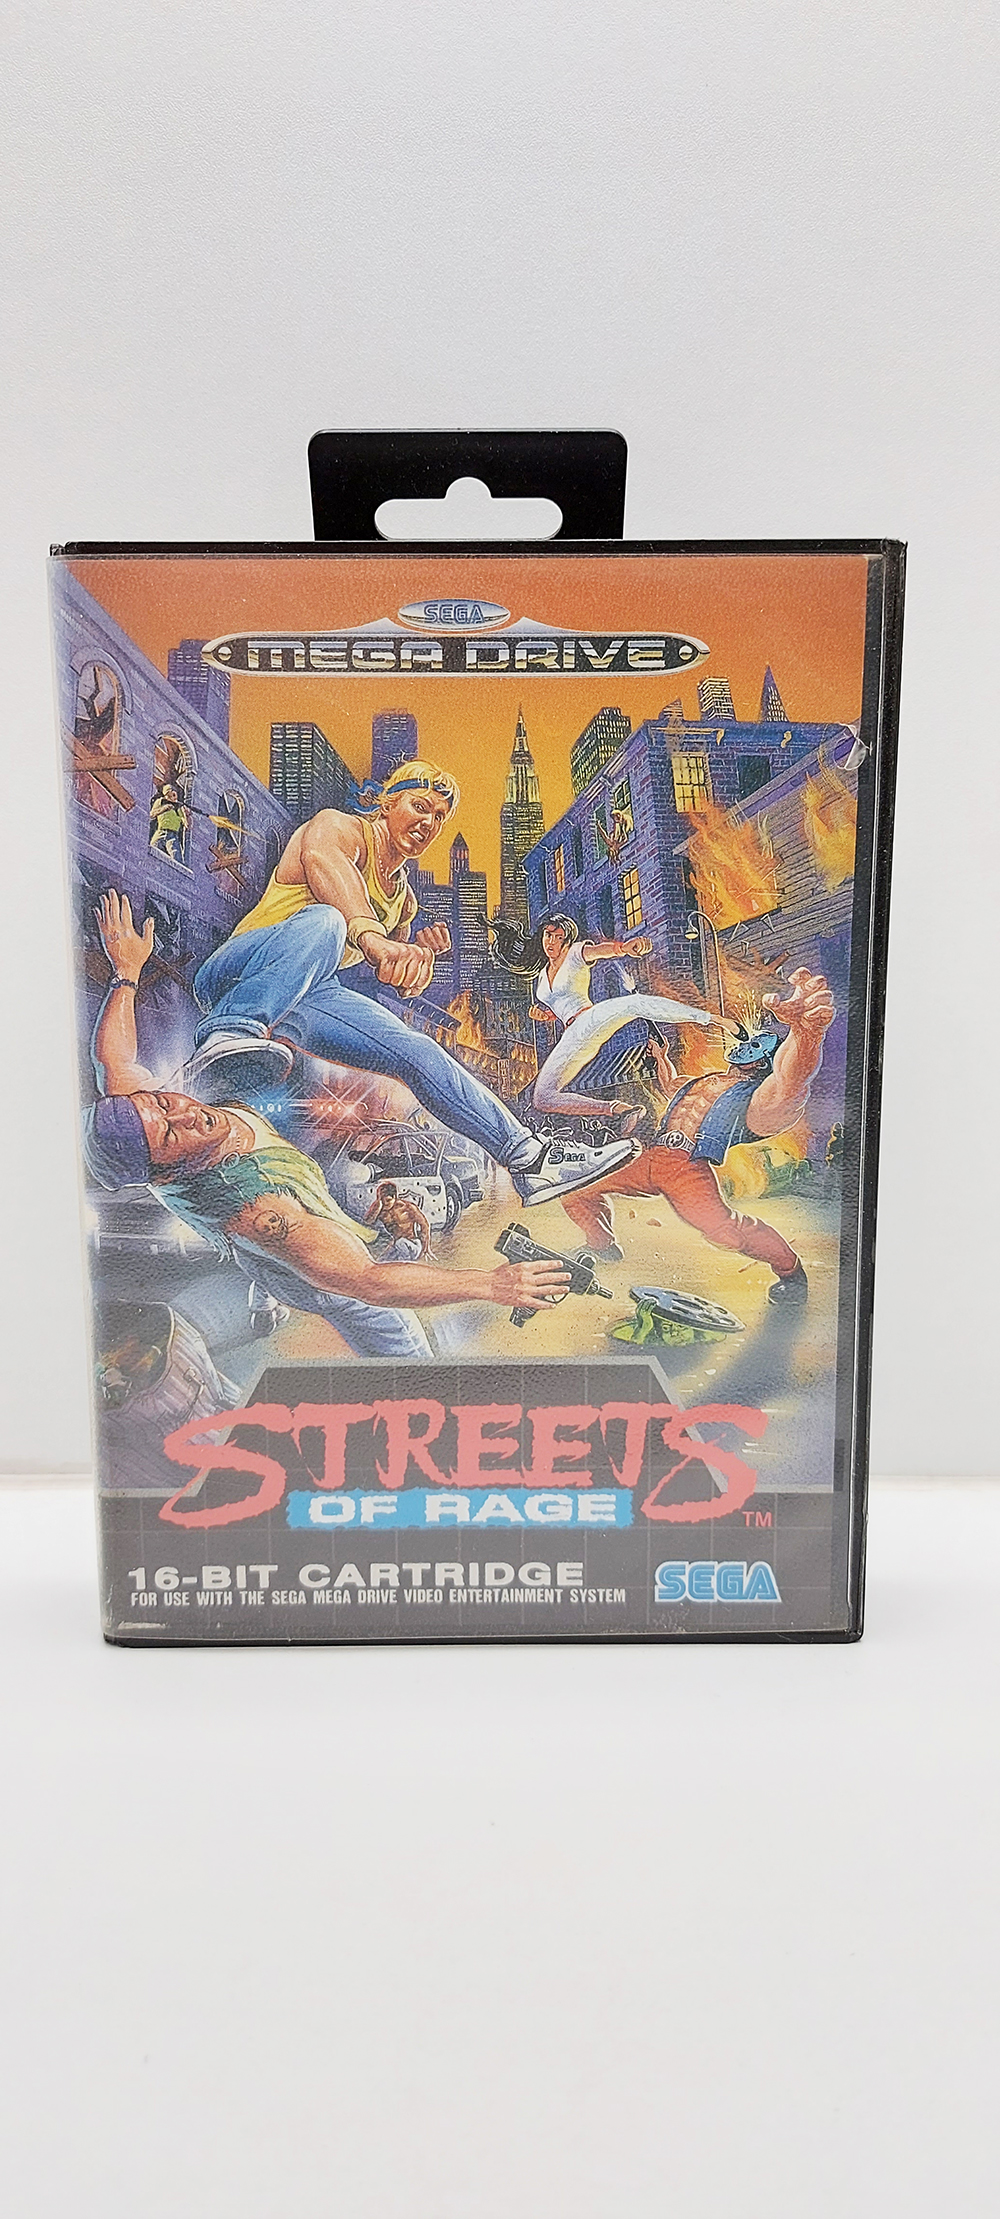 SEGA
MEGA DRIVE
SEGA
STREETS
OF RAGE
TM
16-BIT CARTRIDGE
FOR USE WITH THE SEGA MEGA DRIVE VIDEO ENTERTAINMENT SYSTEM
SEGA